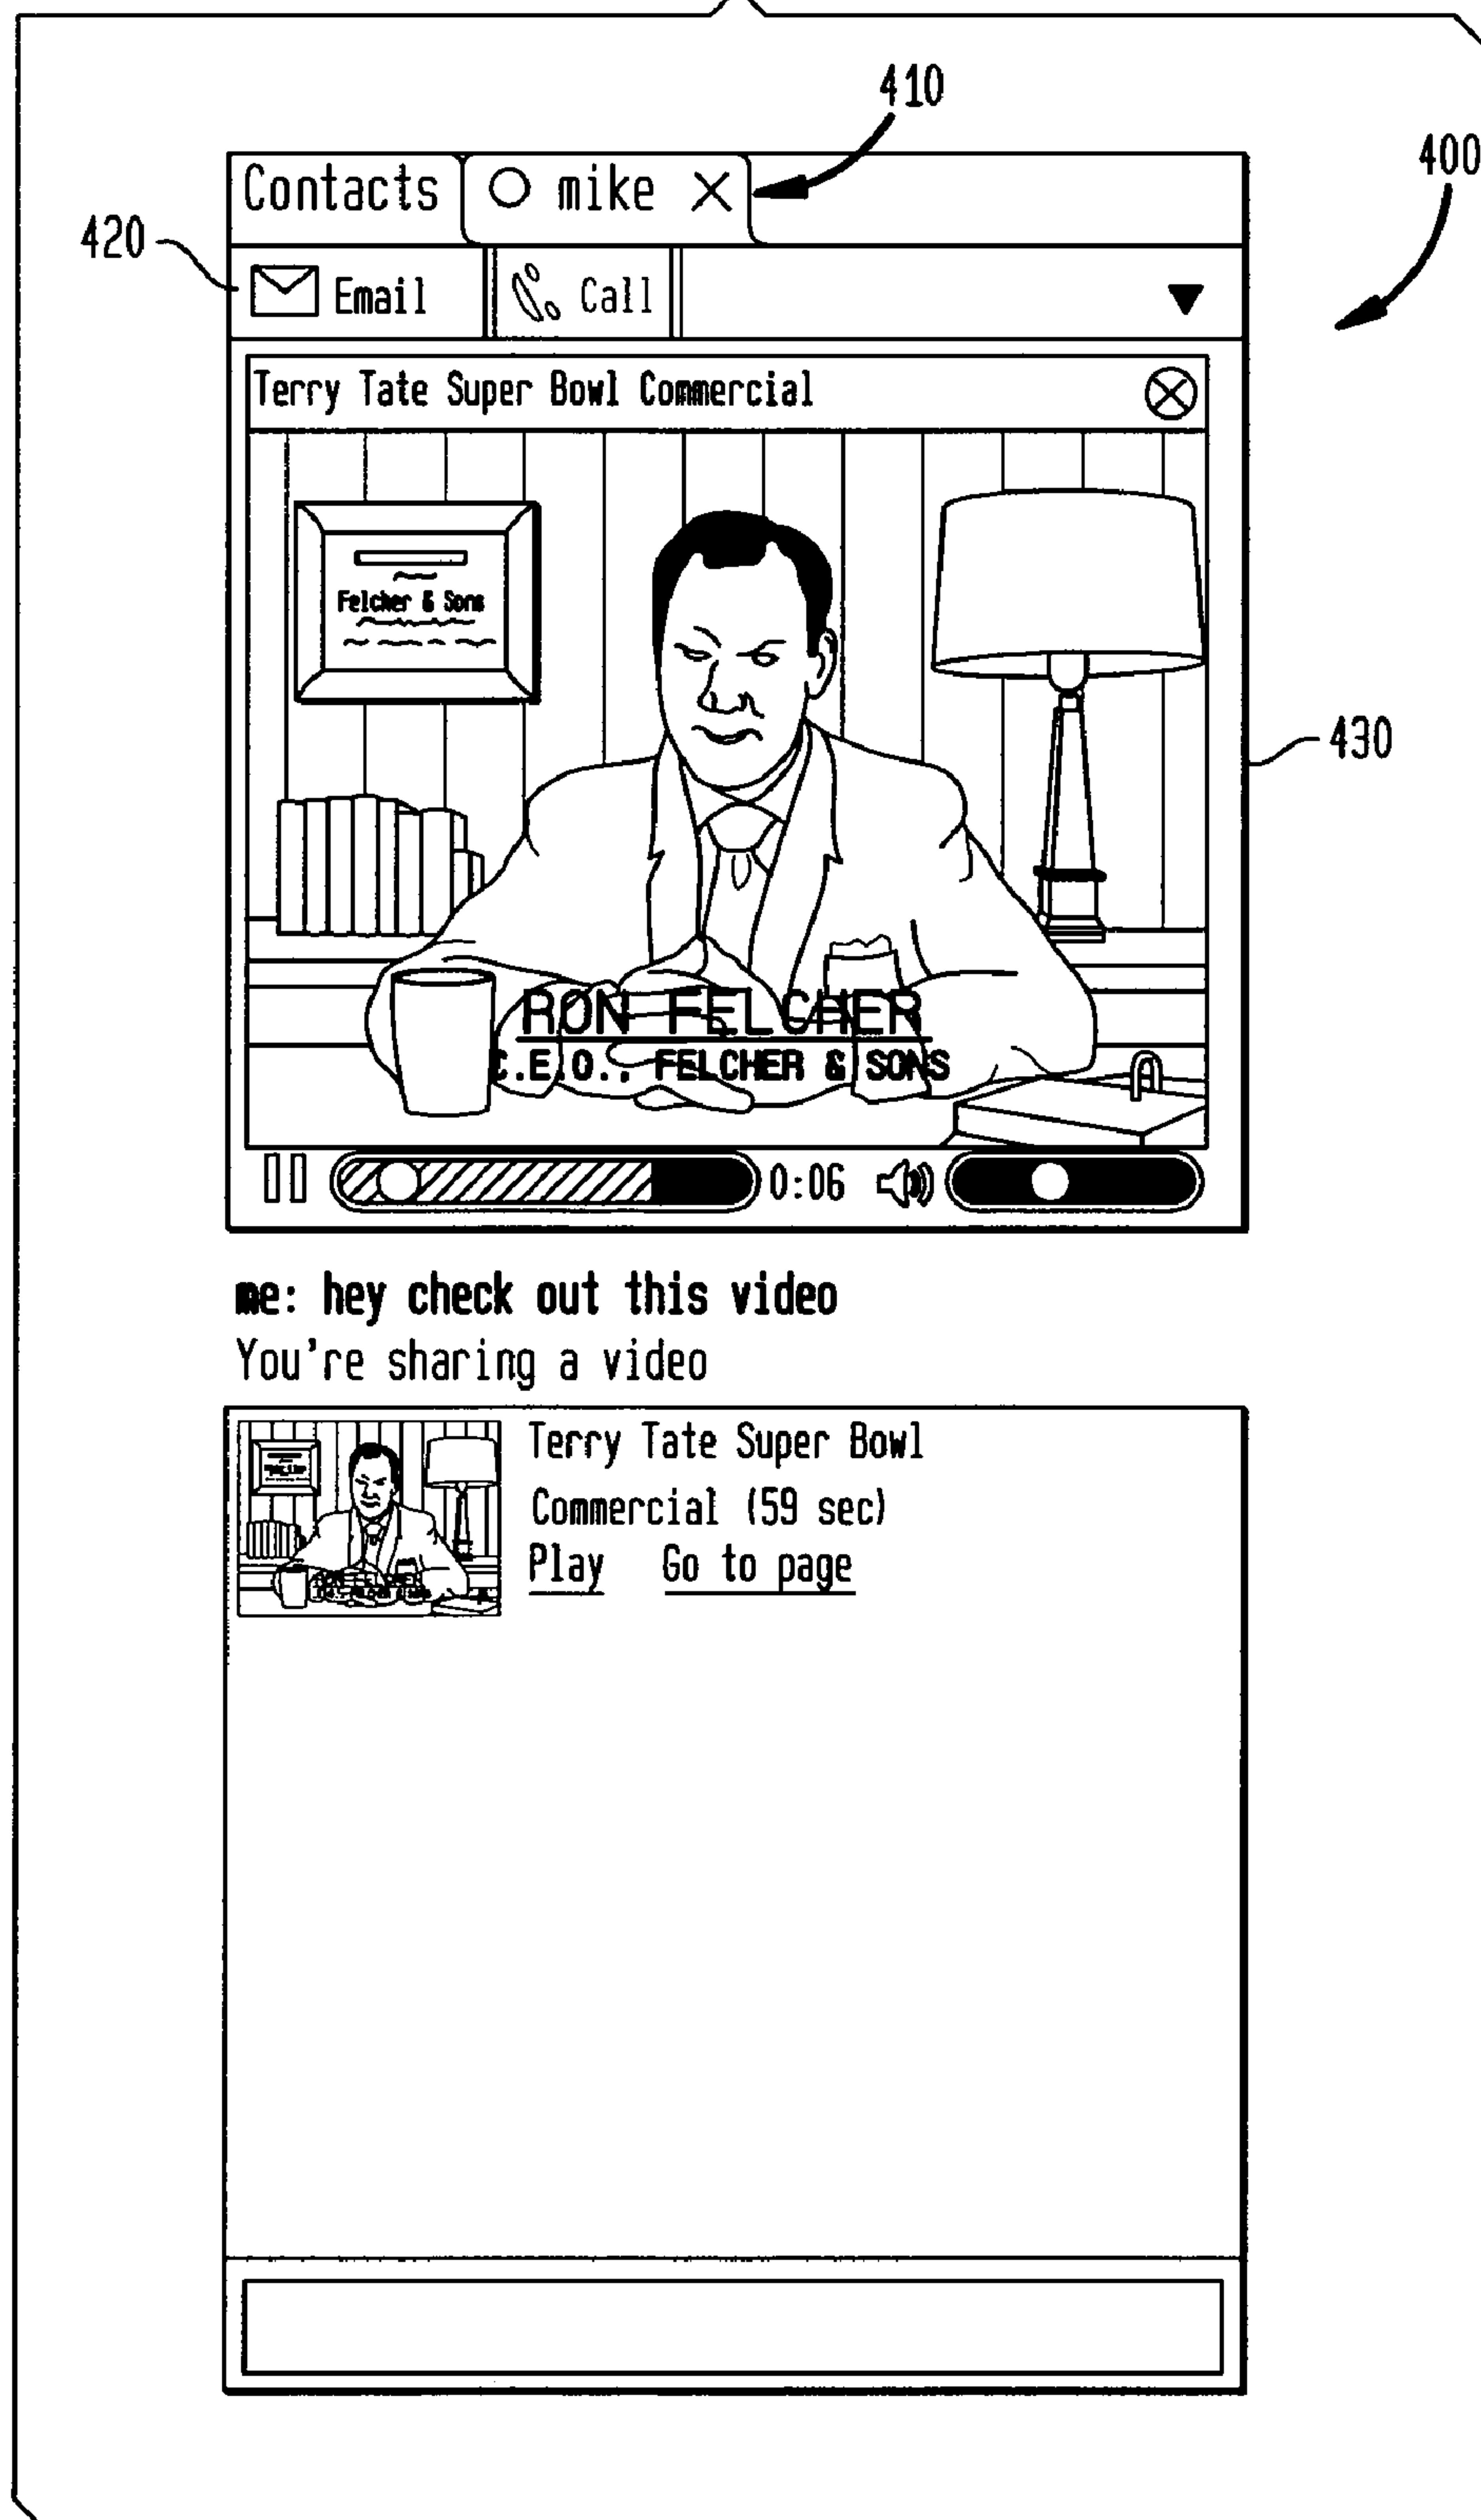 410
400
Contacts mike
420
Email Call
Terry Tate Super Bowl Commercial
Felcher & Sons
430
RON FELCHER
C.E.O., FELCHER & SONS
0:06
me: hey check out this video
You're sharing a video
Terry Tate Super Bowl
Commercial (59 sec)
Play Go to page